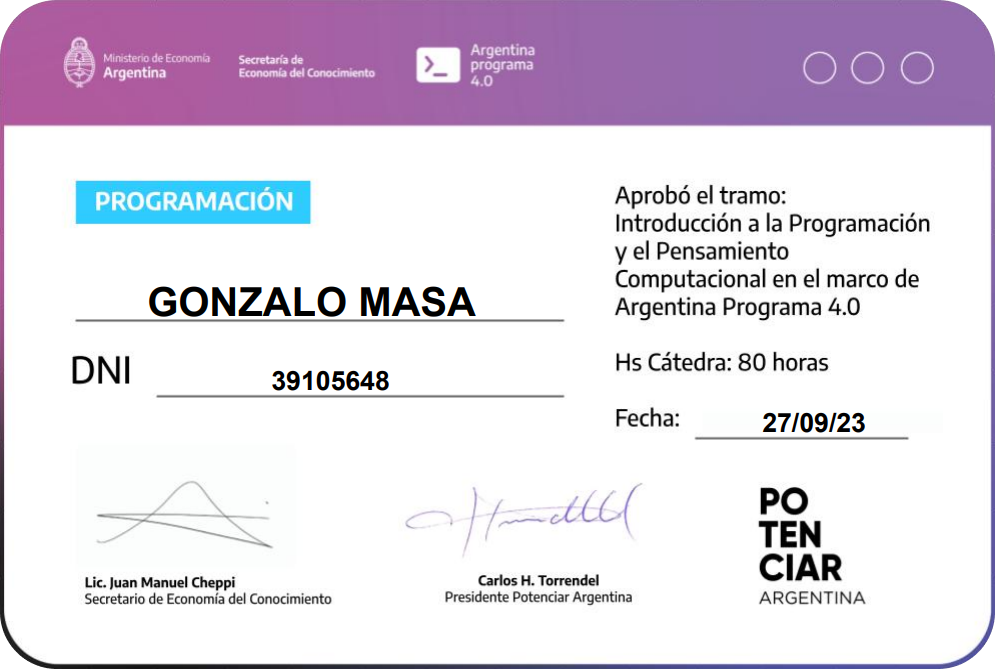 Ministerio de Economía
Argentina
Secretaría de
Economía del Conocimiento
Argentina
programa
4.0
PROGRAMACIÓN
GONZALO MASA
DNI 39105648
Aprobó el tramo:
Introducción a la Programación
y el Pensamiento
Computacional en el marco de
Argentina Programa 4.0
Hs Cátedra: 80 horas
Fecha: 27/09/23
Lic. Juan Manuel Cheppi
Secretario de Economía del Conocimiento
Carlos H. Torrendel
Presidente Potenciar Argentina
PO
TEN
CIAR
ARGENTINA